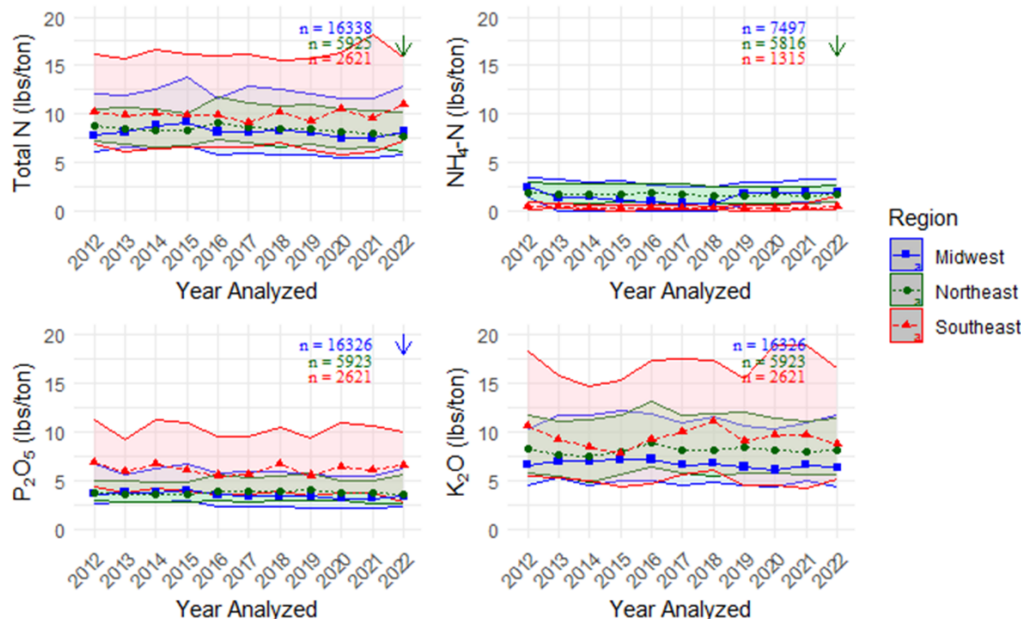 20
15
10
5
0
Total N (lbs/ton)
n = 16338
n = 5925
n = 2621
2012 2013 2014 2015 2016 2017 2018 2019 2020 2021 2022
Year Analyzed
20
15
10
5
0
NH₄-N (lbs/ton)
n = 7497
n = 5816
n = 1315
2012 2013 2014 2015 2016 2017 2018 2019 2020 2021 2022
Year Analyzed
20
15
10
5
0
P₂O₅ (lbs/ton)
n = 16326
n = 5923
n = 2621
2012 2013 2014 2015 2016 2017 2018 2019 2020 2021 2022
Year Analyzed
20
15
10
5
0
K₂O (lbs/ton)
n = 16326
n = 5923
n = 2621
2012 2013 2014 2015 2016 2017 2018 2019 2020 2021 2022
Year Analyzed
Region
Midwest
Northeast
Southeast